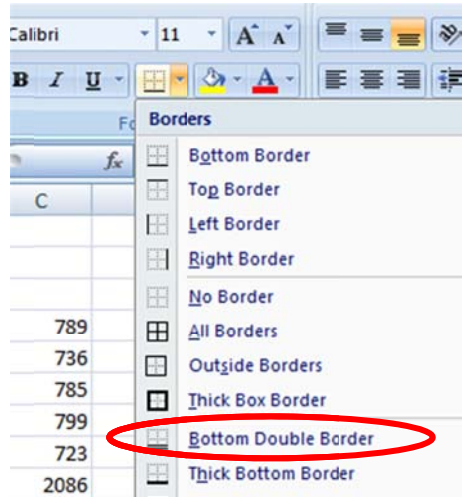 Calibri 11 A A
B I U A
Fo
Borders
fx
Bottom Border
C
Top Border
Left Border
Right Border
No Border
789
All Borders
736
Outside Borders
785
Thick Box Border
799
Bottom Double Border
723
Thick Bottom Border
2086